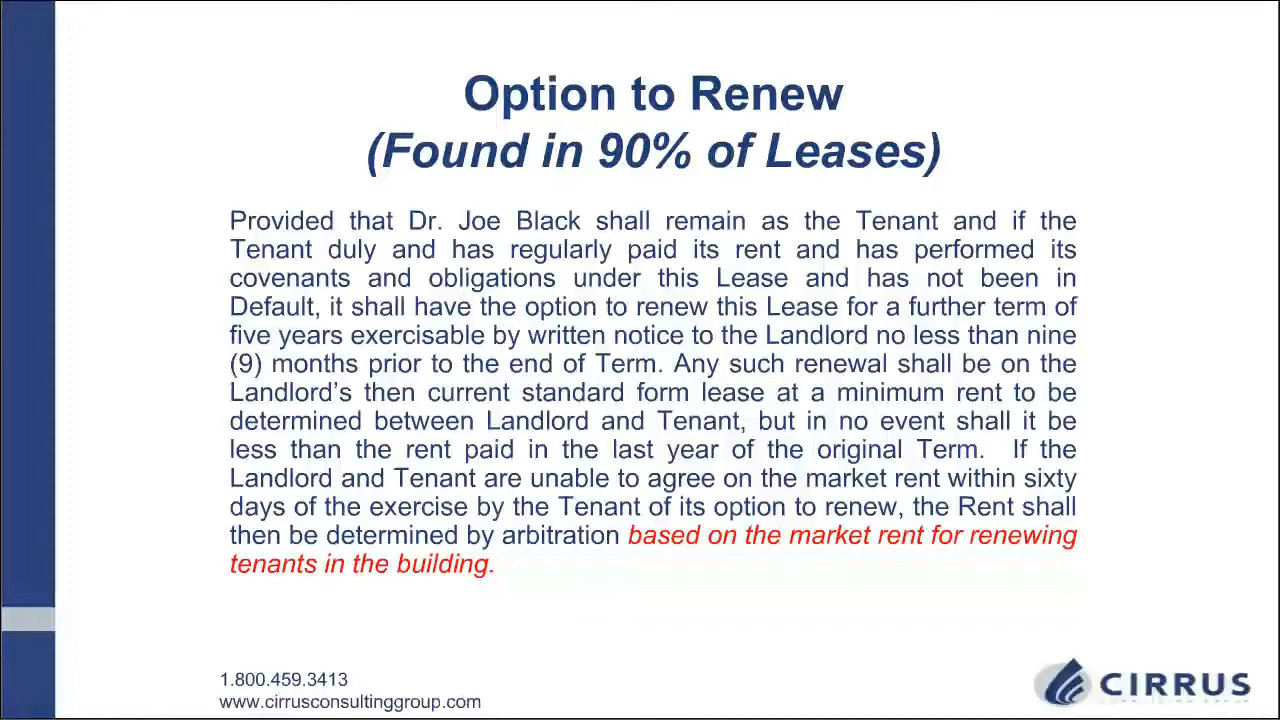 Option to Renew
(Found in 90% of Leases)
Provided that Dr. Joe Black shall remain as the Tenant and if the
Tenant duly and has regularly paid its rent and has performed its
covenants and obligations under this Lease and has not been in
Default, it shall have the option to renew this Lease for a further term of
five years exercisable by written notice to the Landlord no less than nine
(9) months prior to the end of Term. Any such renewal shall be on the
Landlord’s then current standard form lease at a minimum rent to be
determined between Landlord and Tenant, but in no event shall it be
less than the rent paid in the last year of the original Term. If the
Landlord and Tenant are unable to agree on the market rent within sixty
days of the exercise by the Tenant of its option to renew, the Rent shall
then be determined by arbitration based on the market rent for renewing
tenants in the building.
1.800.459.3413
www.cirrusconsultinggroup.com
CIRRUS